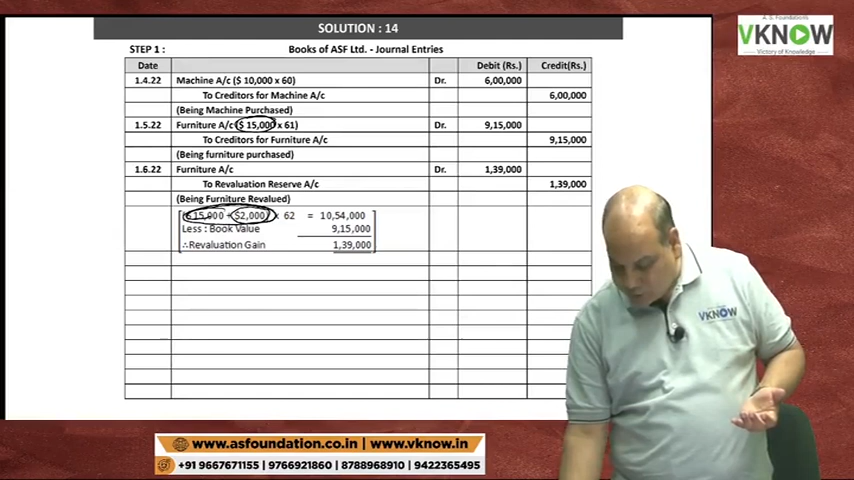 SOLUTION : 14
A. S. Foundation's
VKNOW
Victory of Knowledge
STEP 1 : Books of ASF Ltd. - Journal Entries
Date Debit (Rs.) Credit(Rs.)
1.4.22 Machine A/c ($ 10,000 x 60) Dr. 6,00,000
To Creditors for Machine A/c 6,00,000
(Being Machine Purchased)
1.5.22 Furniture A/c ($ 15,000 x 61) Dr. 9,15,000
To Creditors for Furniture A/c 9,15,000
(Being furniture purchased)
1.6.22 Furniture A/c Dr. 1,39,000
To Revaluation Reserve A/c 1,39,000
(Being Furniture Revalued)
($15,000 + $2,000) x 62 = 10,54,000
Less : Book Value 9,15,000
∴Revaluation Gain 1,39,000
VKNOW
www.asfoundation.co.in | www.vknow.in
+91 9667671155 | 9766921860 | 8788968910 | 9422365495